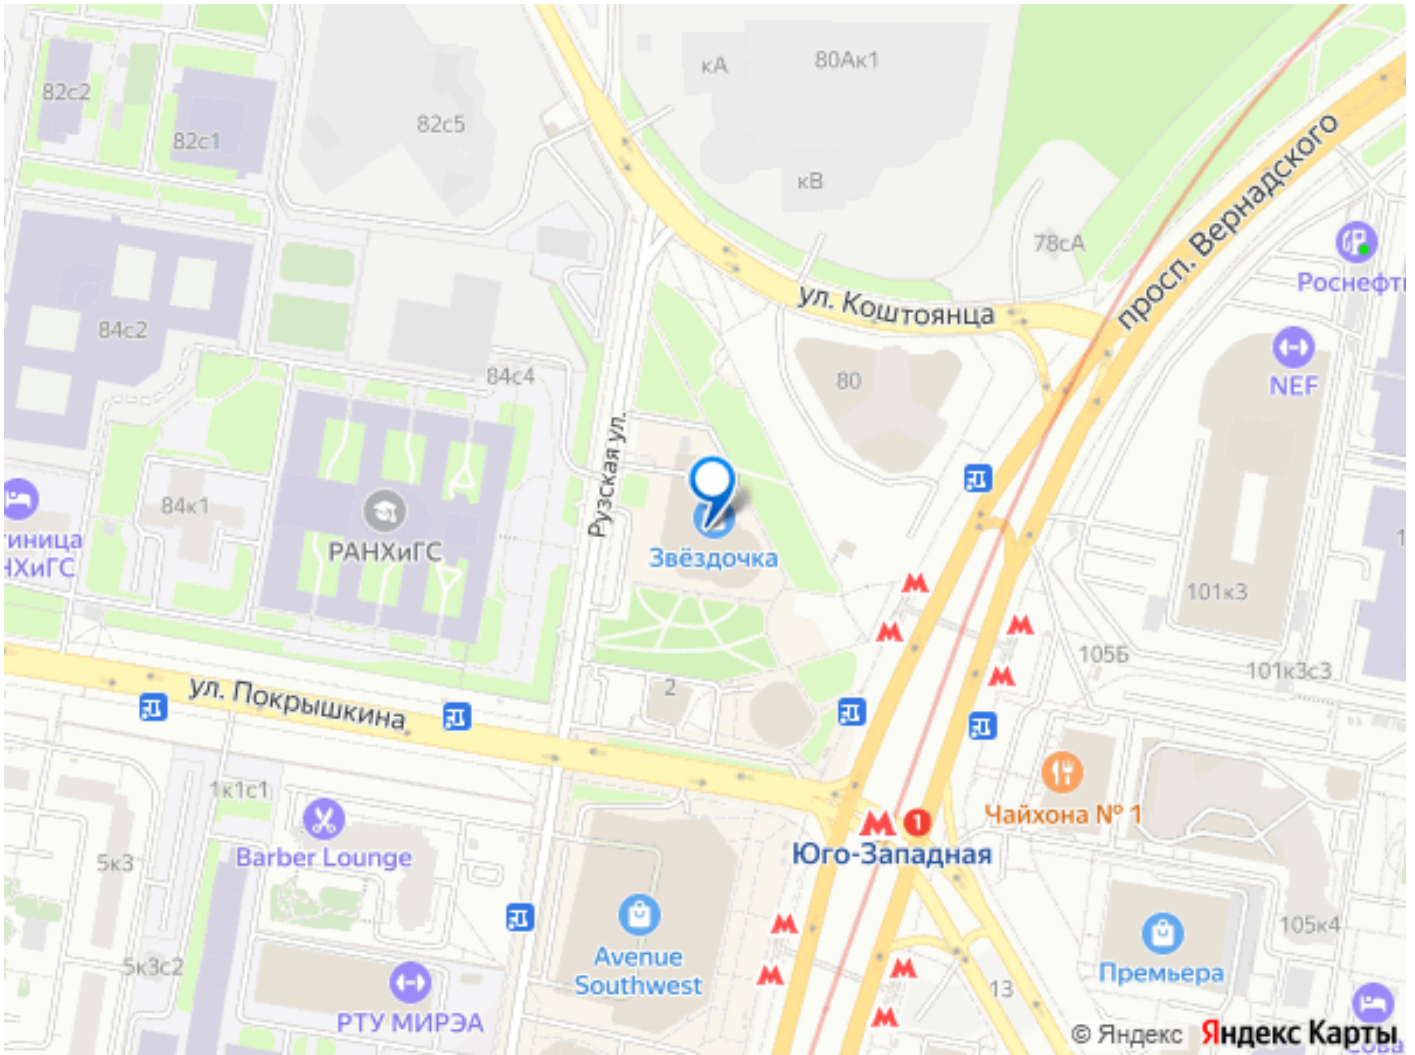 кА
80Ак1
82с2
82с1
82с5
кВ
просп. Вернадского
78сА
Роснефть
ул. Коштоянца
84с2
80
NEF
84с4
Рузская ул.
84к1
РАНХиГС
Звёздочка
тиница
НХиГС
101к3
105Б
101к3с3
2
ул. Покрышкина
1к1с1
Чайхона № 1
1
Юго-Западная
Barber Lounge
5к3
105к4
Avenue
Southwest
Премьера
5к3с2
13
РТУ МИРЭА
© Яндекс Яндекс Карты